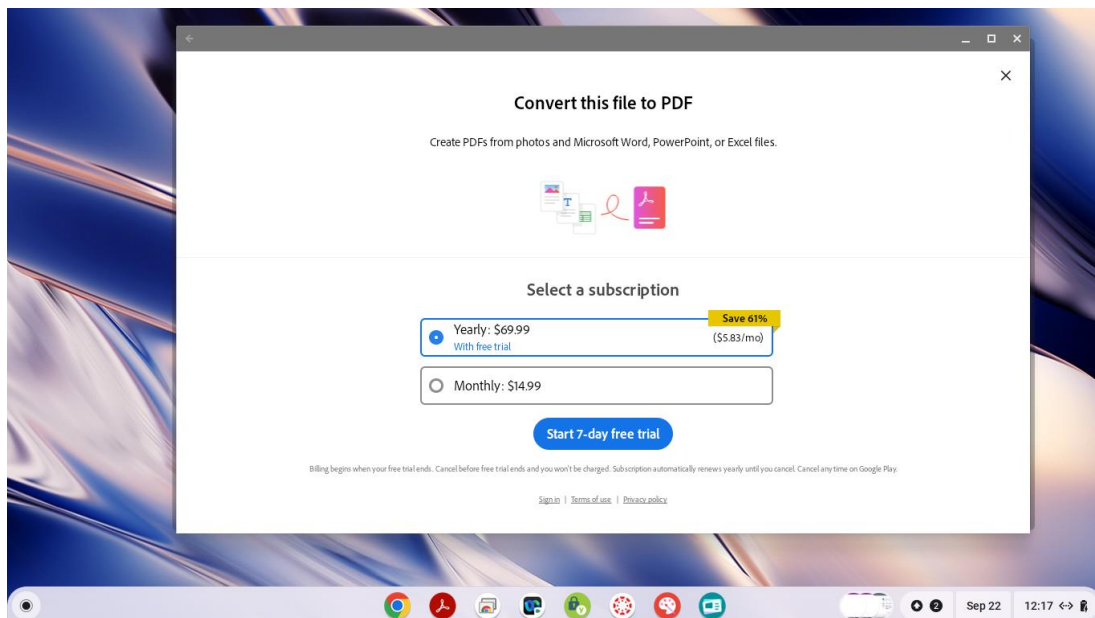 Convert this file to PDF
Create PDFs from photos and Microsoft Word, PowerPoint, or Excel files.
T
Select a subscription
Save 61%
Yearly: $69.99
($5.83/mo)
With free trial
Monthly: $14.99
Start 7-day free trial
Billing begins when your free trial ends. Cancel before free trial ends and you won't be charged. Subscription automatically renews yearly until you cancel. Cancel any time on Google Play.
Sign in | Terms of use | Privacy policy
2 Sep 22 12:17